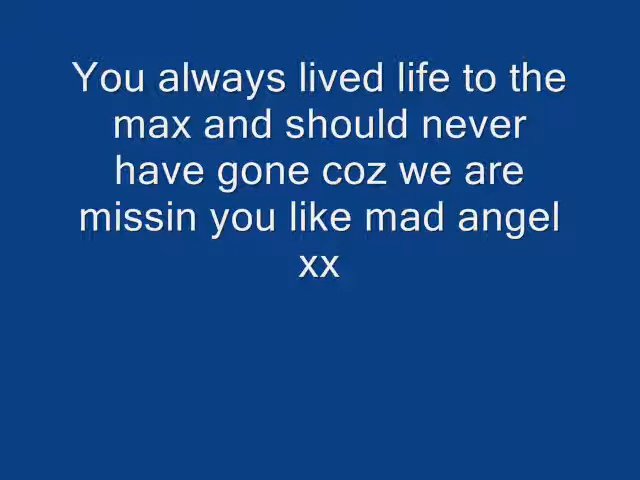 You always lived life to the
max and should never
have gone coz we are
missin you like mad angel
xx